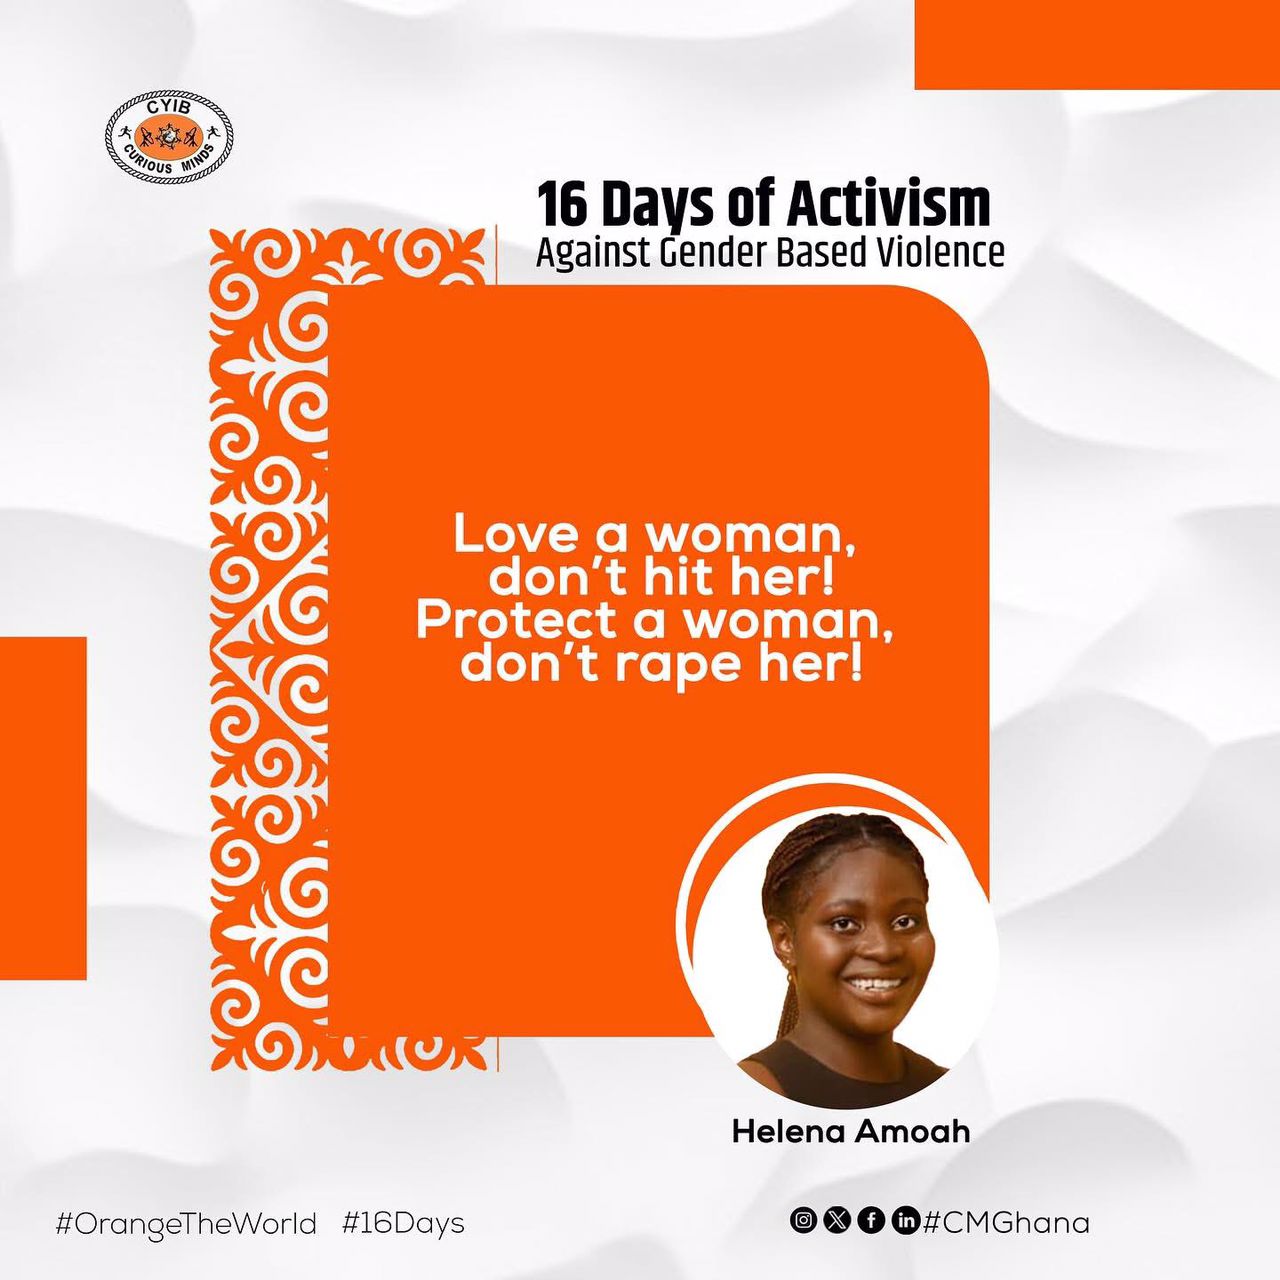 CYIB
CURIOUS MINDS
16 Days of Activism
Against Gender Based Violence
Love a woman,
don't hit her!
Protect a woman,
don't rape her!
Helena Amoah
#OrangeTheWorld #16Days
#CMGhana